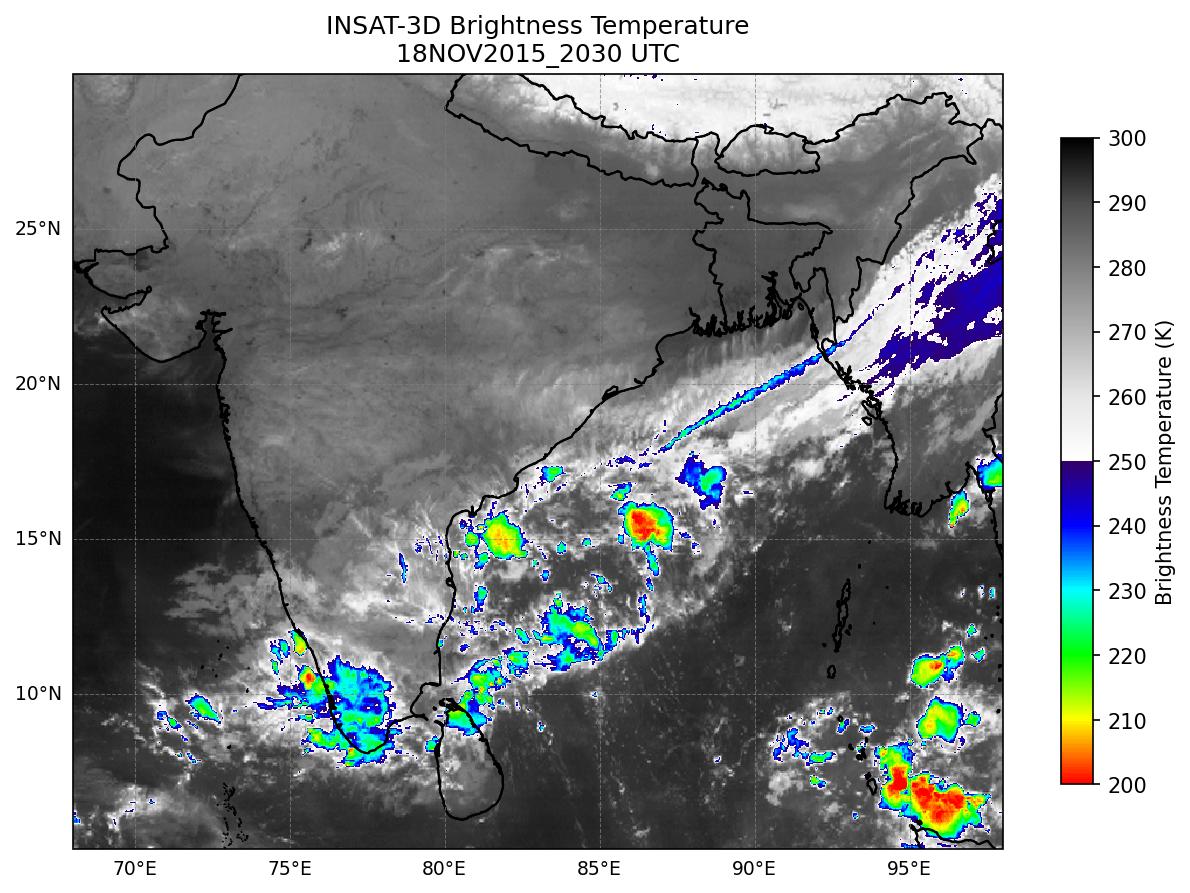 INSAT-3D Brightness Temperature
18NOV2015_2030 UTC
25°N
20°N
15°N
10°N
70°E
75°E
80°E
85°E
90°E
95°E
300
290
280
270
260
250
240
230
220
210
200
Brightness Temperature (K)